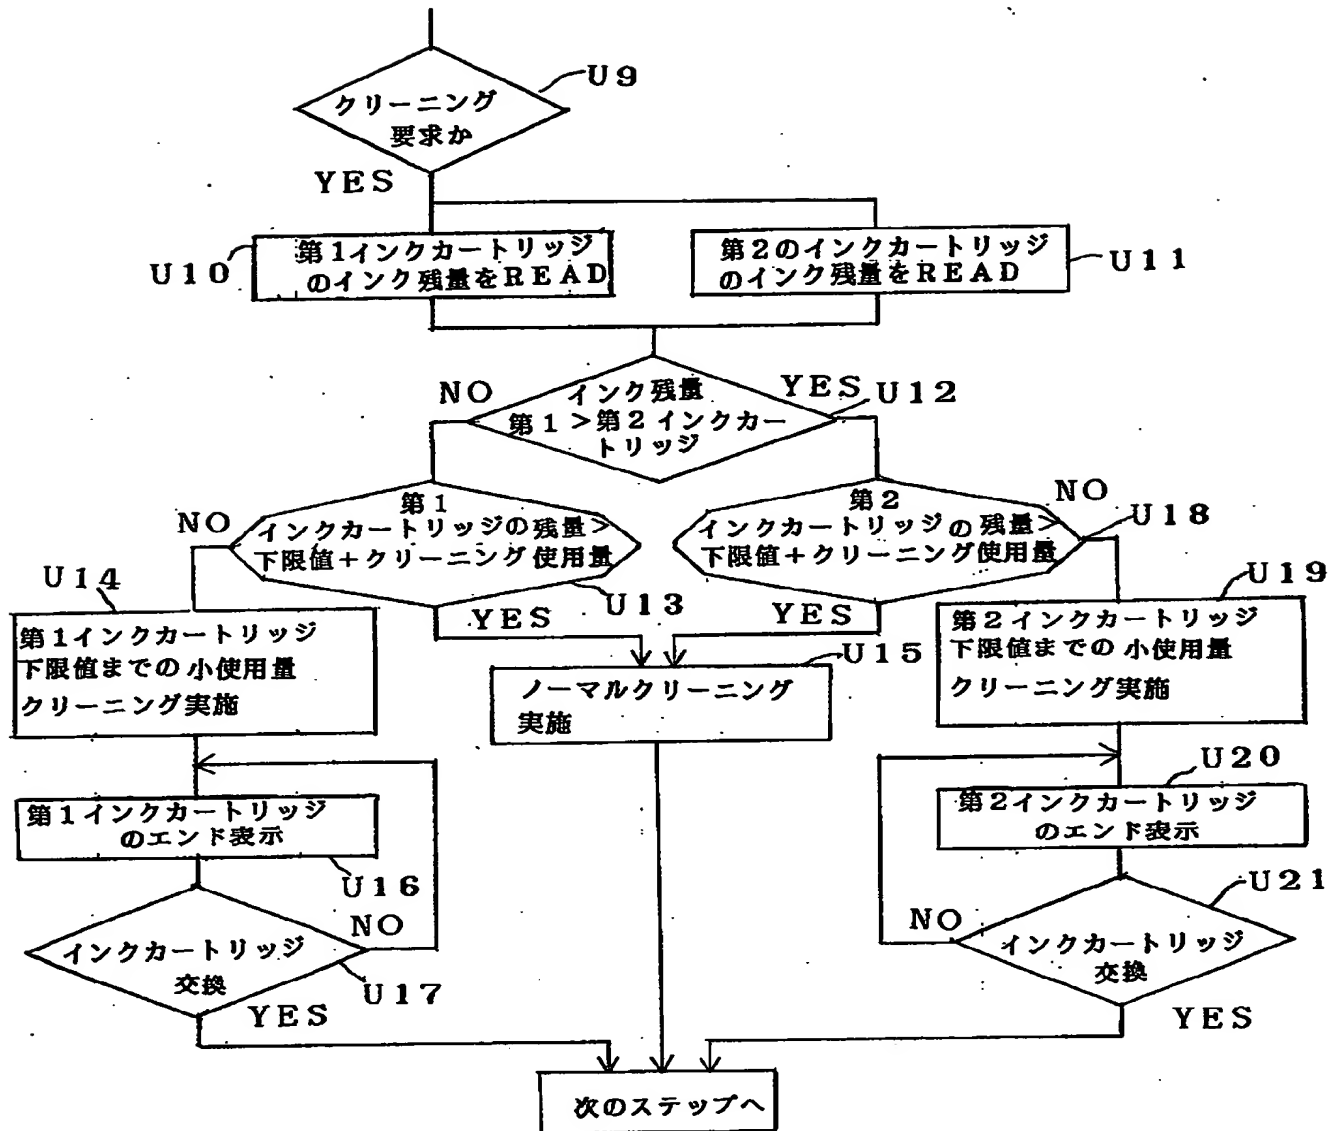 U9
クリーニング
要求か
YES
U10
第1インクカートリッジ
のインク残量をREAD
第2のインクカートリッジ
のインク残量をREAD
U11
NO
YES
U12
インク残量
第1>第2インクカー
トリッジ
NO
第1
インクカートリッジの残量>
下限値+クリーニング使用量
U13
YES
第2
インクカートリッジの残量>
下限値+クリーニング使用量
NO
U18
YES
U14
第1インクカートリッジ
下限値までの小使用量
クリーニング実施
U15
ノーマルクリーニング
実施
U19
第2インクカートリッジ
下限値までの小使用量
クリーニング実施
第1インクカートリッジ
のエンド表示
U16
U20
第2インクカートリッジ
のエンド表示
インクカートリッジ
交換
NO
U17
YES
U21
NO
インクカートリッジ
交換
YES
次のステップへ